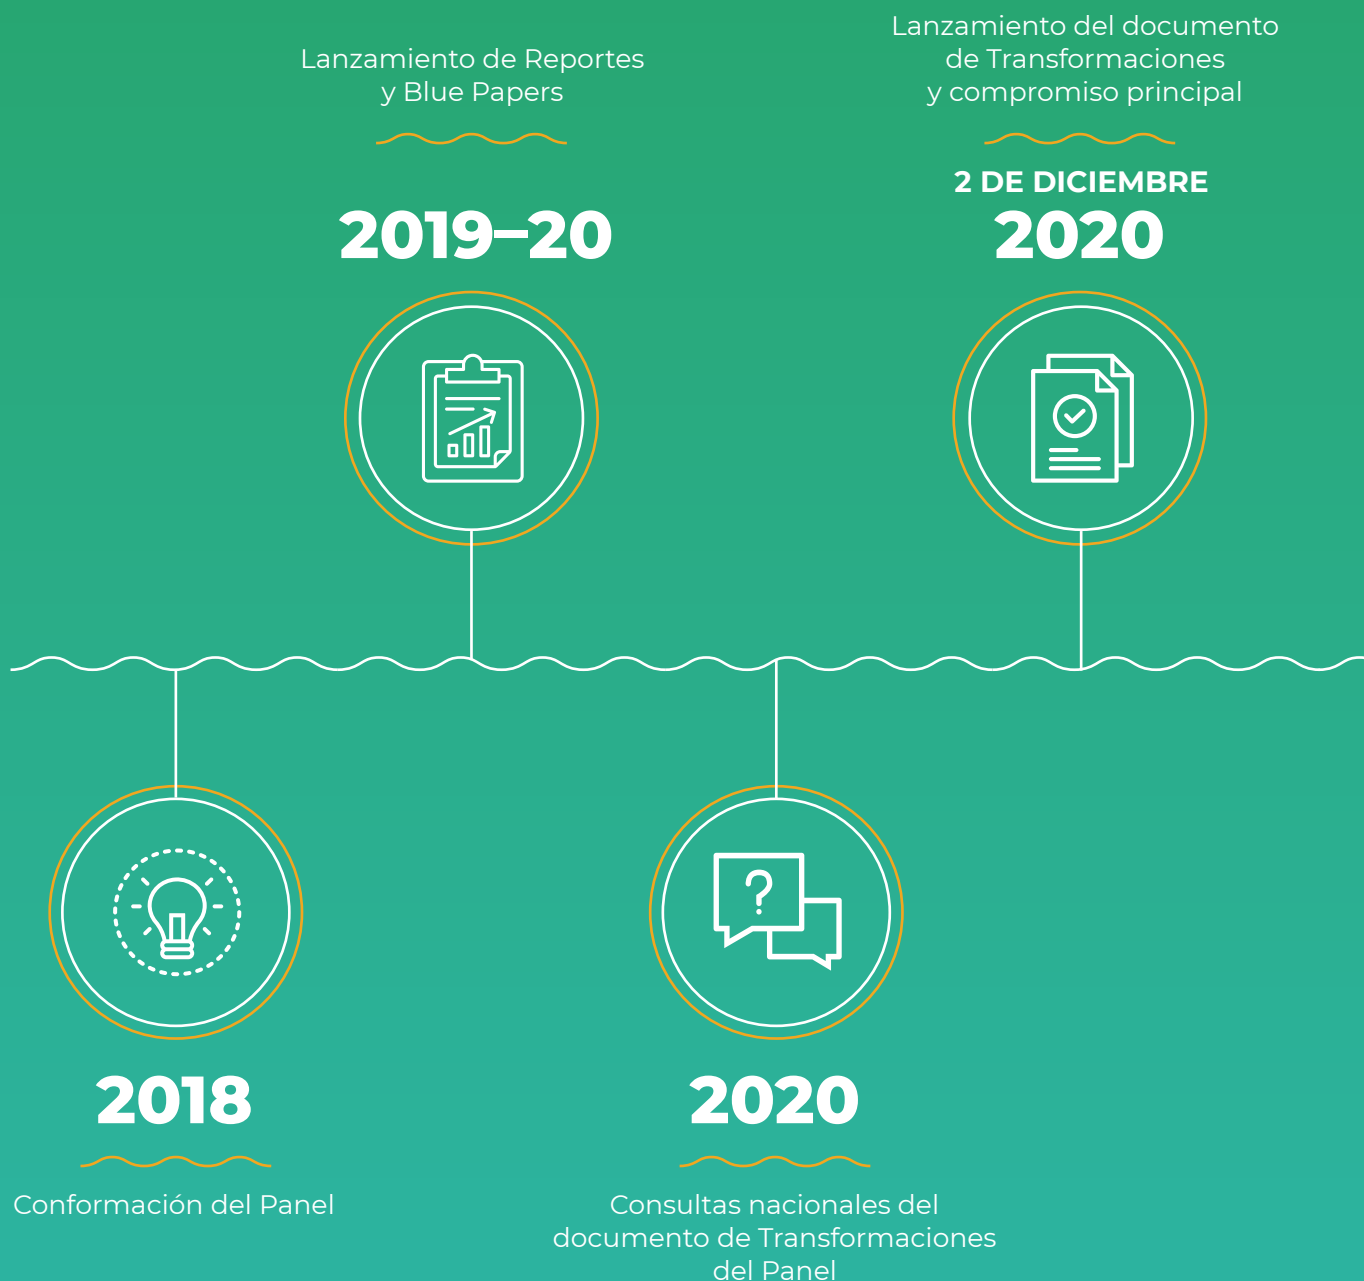 Lanzamiento de Reportes
y Blue Papers
2019–20
Lanzamiento del documento
de Transformaciones
y compromiso principal
2 DE DICIEMBRE
2020
?
2018
Conformación del Panel
2020
Consultas nacionales del
documento de Transformaciones
del Panel